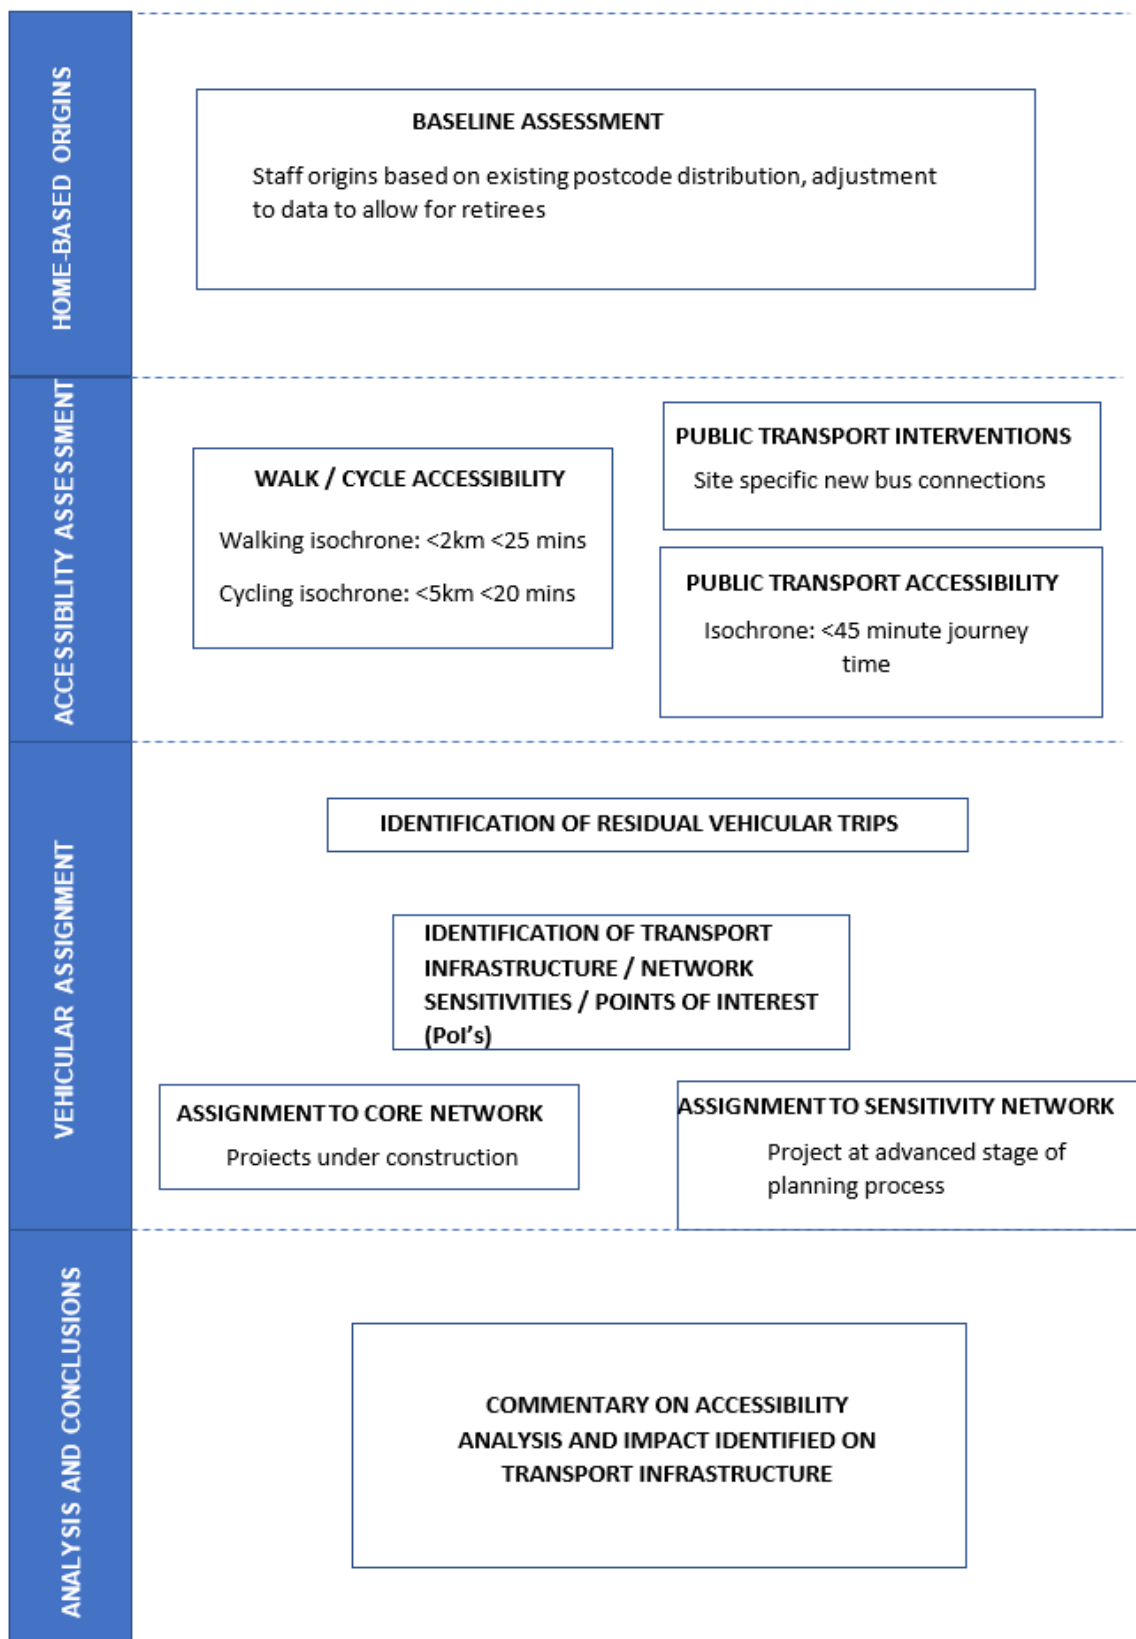 HOME-BASED ORIGINS
BASELINE ASSESSMENT
Staff origins based on existing postcode distribution, adjustment
to data to allow for retirees
ACCESSIBILITY ASSESSMENT
WALK / CYCLE ACCESSIBILITY
Walking isochrone: <2km <25 mins
Cycling isochrone: <5km <20 mins
PUBLIC TRANSPORT INTERVENTIONS
Site specific new bus connections
PUBLIC TRANSPORT ACCESSIBILITY
Isochrone: <45 minute journey
time
VEHICULAR ASSIGNMENT
IDENTIFICATION OF RESIDUAL VEHICULAR TRIPS
IDENTIFICATION OF TRANSPORT
INFRASTRUCTURE / NETWORK
SENSITIVITIES / POINTS OF INTEREST
(PoI's)
ASSIGNMENT TO CORE NETWORK
Projects under construction
ASSIGNMENT TO SENSITIVITY NETWORK
Project at advanced stage of
planning process
ANALYSIS AND CONCLUSIONS
COMMENTARY ON ACCESSIBILITY
ANALYSIS AND IMPACT IDENTIFIED ON
TRANSPORT INFRASTRUCTURE